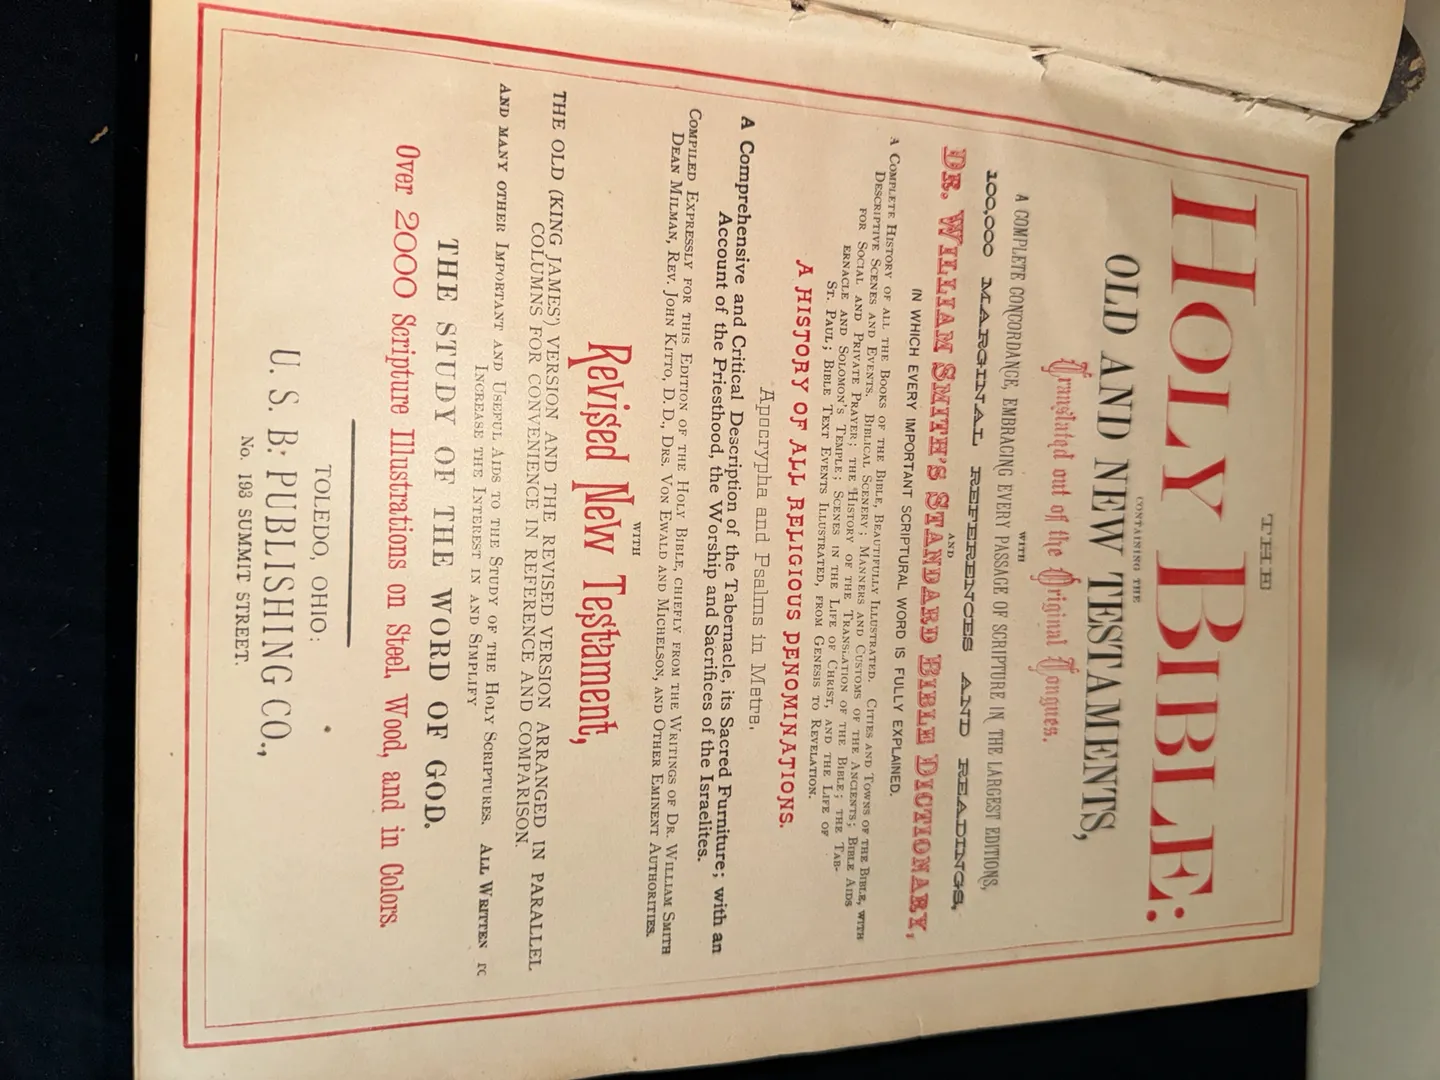 THE
HOLY BIBLE:
CONTAINING THE
OLD AND NEW TESTAMENTS,
Translated out of the Original Tongues.
WITH
A COMPLETE CONCORDANCE, EMBRACING EVERY PASSAGE OF SCRIPTURE IN THE LARGEST EDITIONS,
100,000 MARGINAL REFERENCES AND READINGS,
AND
DR. WILLIAM SMITH'S STANDARD BIBLE DICTIONARY,
IN WHICH EVERY IMPORTANT SCRIPTURAL WORD IS FULLY EXPLAINED.
A COMPLETE HISTORY OF ALL THE BOOKS OF THE BIBLE, BEAUTIFULLY ILLUSTRATED. CITIES AND TOWNS OF THE BIBLE, WITH
DESCRIPTIVE SCENES AND EVENTS. BIBLICAL SCENERY; MANNERS AND CUSTOMS OF THE ANCIENTS; BIBLE AIDS
FOR SOCIAL AND PRIVATE PRAYER; THE HISTORY OF THE TRANSLATION OF THE BIBLE; THE TAB-
ERNACLE AND SOLOMON'S TEMPLE; SCENES IN THE LIFE OF CHRIST, AND THE LIFE OF
ST. PAUL; BIBLE TEXT EVENTS ILLUSTRATED, FROM GENESIS TO REVELATION.
A HISTORY OF ALL RELIGIOUS DENOMINATIONS.
Apocrypha and Psalms in Metre.
A Comprehensive and Critical Description of the Tabernacle, its Sacred Furniture; with an
Account of the Priesthood, the Worship and Sacrifices of the Israelites.
COMPILED EXPRESSLY FOR THIS EDITION OF THE HOLY BIBLE, CHIEFLY FROM THE WRITINGS OF DR. WILLIAM SMITH
DEAN MILMAN, REV. JOHN KITTO, D. D., DRS. VON EWALD AND MICHELSON, AND OTHER EMINENT AUTHORITIES.
WITH
Revised New Testament,
THE OLD (KING JAMES') VERSION AND THE REVISED VERSION ARRANGED IN PARALLEL
COLUMNS FOR CONVENIENCE IN REFERENCE AND COMPARISON.
AND MANY OTHER IMPORTANT AND USEFUL AIDS TO THE STUDY OF THE HOLY SCRIPTURES. ALL WRITTEN TO
INCREASE THE INTEREST IN AND SIMPLIFY
THE STUDY OF THE WORD OF GOD.
Over 2000 Scripture Illustrations on Steel, Wood, and in Colors.
TOLEDO, OHIO:
U. S. B: PUBLISHING CO.,
No. 193 SUMMIT STREET.